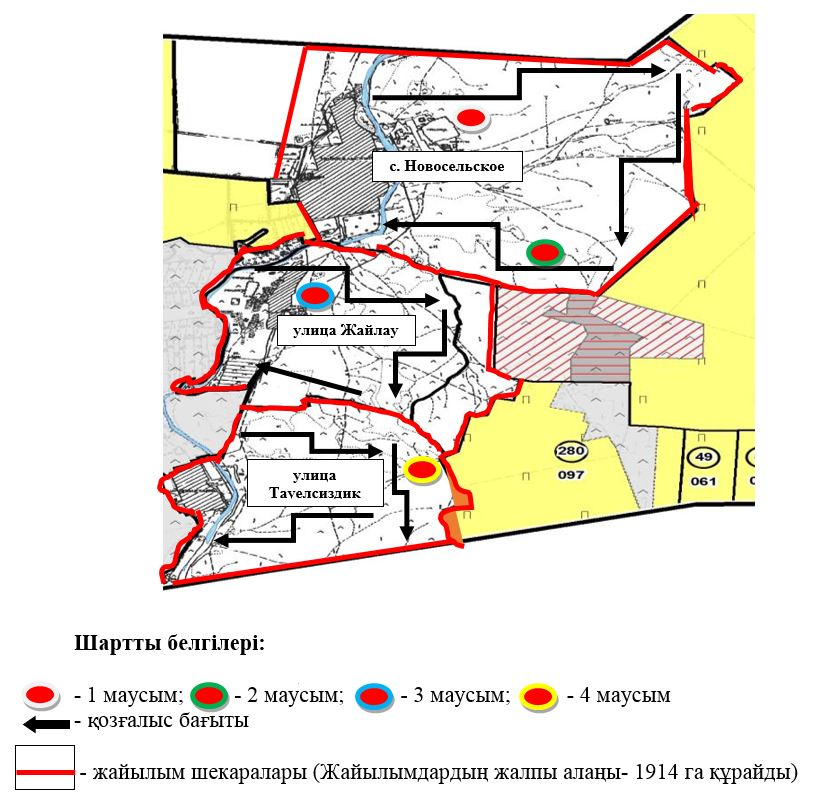 с. Новосельское
улица Жайлау
280
097
49
061
улица
Тауелсиздик
Шартты белгілері:
- 1 маусым; - 2 маусым; - 3 маусым; - 4 маусым
- қозғалыс бағыты
- жайылым шекаралары (Жайылымдардың жалпы алаңы- 1914 га құрайды)